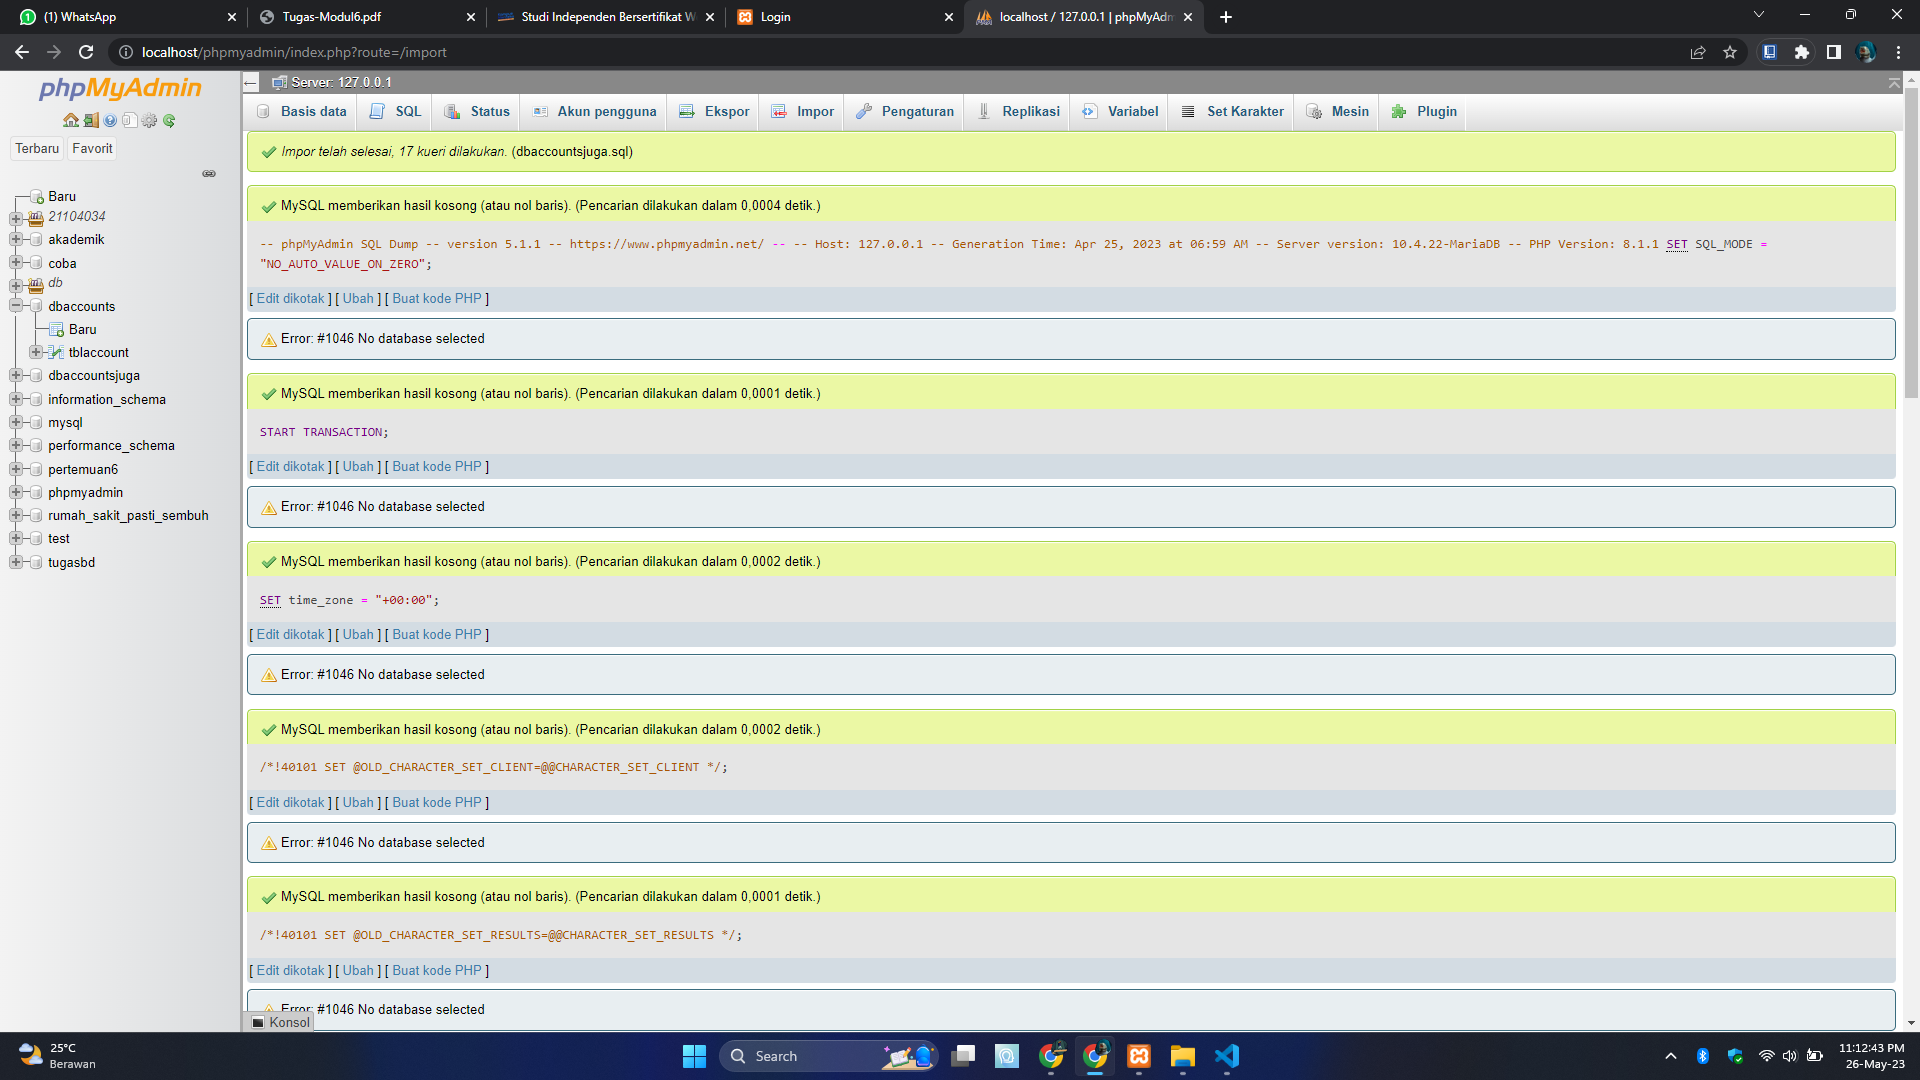 (1) WhatsApp
Tugas-Modul6.pdf
Studi Independen Bersertifikat W
Login
localhost / 127.0.0.1 | phpMyAdm
localhost/phpmyadmin/index.php?route=/import
phpMyAdmin
Terbaru Favorit
Baru
21104034
akademik
coba
db
dbaccounts
Baru
tblaccount
dbaccountsjuga
information_schema
mysql
performance_schema
pertemuan6
phpmyadmin
rumah_sakit_pasti_sembuh
test
tugasbd
Server: 127.0.0.1
Basis data SQL Status Akun pengguna Ekspor Impor Pengaturan Replikasi Variabel Set Karakter Mesin Plugin
Impor telah selesai, 17 kueri dilakukan. (dbaccountsjuga.sql)
MySQL memberikan hasil kosong (atau nol baris). (Pencarian dilakukan dalam 0,0004 detik.)
-- phpMyAdmin SQL Dump -- version 5.1.1 -- https://www.phpmyadmin.net/ -- -- Host: 127.0.0.1 -- Generation Time: Apr 25, 2023 at 06:59 AM -- Server version: 10.4.22-MariaDB -- PHP Version: 8.1.1 SET SQL_MODE =
"NO_AUTO_VALUE_ON_ZERO";
[ Edit dikotak ] [ Ubah ] [ Buat kode PHP ]
Error: #1046 No database selected
MySQL memberikan hasil kosong (atau nol baris). (Pencarian dilakukan dalam 0,0001 detik.)
START TRANSACTION;
[ Edit dikotak ] [ Ubah ] [ Buat kode PHP ]
Error: #1046 No database selected
MySQL memberikan hasil kosong (atau nol baris). (Pencarian dilakukan dalam 0,0002 detik.)
SET time_zone = "+00:00";
[ Edit dikotak ] [ Ubah ] [ Buat kode PHP ]
Error: #1046 No database selected
MySQL memberikan hasil kosong (atau nol baris). (Pencarian dilakukan dalam 0,0002 detik.)
/*!40101 SET @OLD_CHARACTER_SET_CLIENT=@@CHARACTER_SET_CLIENT */;
[ Edit dikotak ] [ Ubah ] [ Buat kode PHP ]
Error: #1046 No database selected
MySQL memberikan hasil kosong (atau nol baris). (Pencarian dilakukan dalam 0,0001 detik.)
/*!40101 SET @OLD_CHARACTER_SET_RESULTS=@@CHARACTER_SET_RESULTS */;
[ Edit dikotak ] [ Ubah ] [ Buat kode PHP ]
Error: #1046 No database selected
Konsol
25°C
Berawan
Search
11:12:43 PM
26-May-23